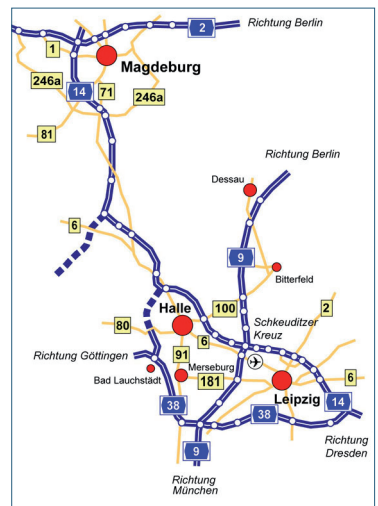 Richtung Berlin
2
1
Magdeburg
246a
14
71
246a
81
Richtung Berlin
Dessau
6
9
Bitterfeld
Halle
100
2
Schkeuditzer
Kreuz
80
6
Richtung Göttingen
91
Merseburg
Bad Lauchstädt
181
6
Leipzig
14
38
38
Richtung
Dresden
9
Richtung
München